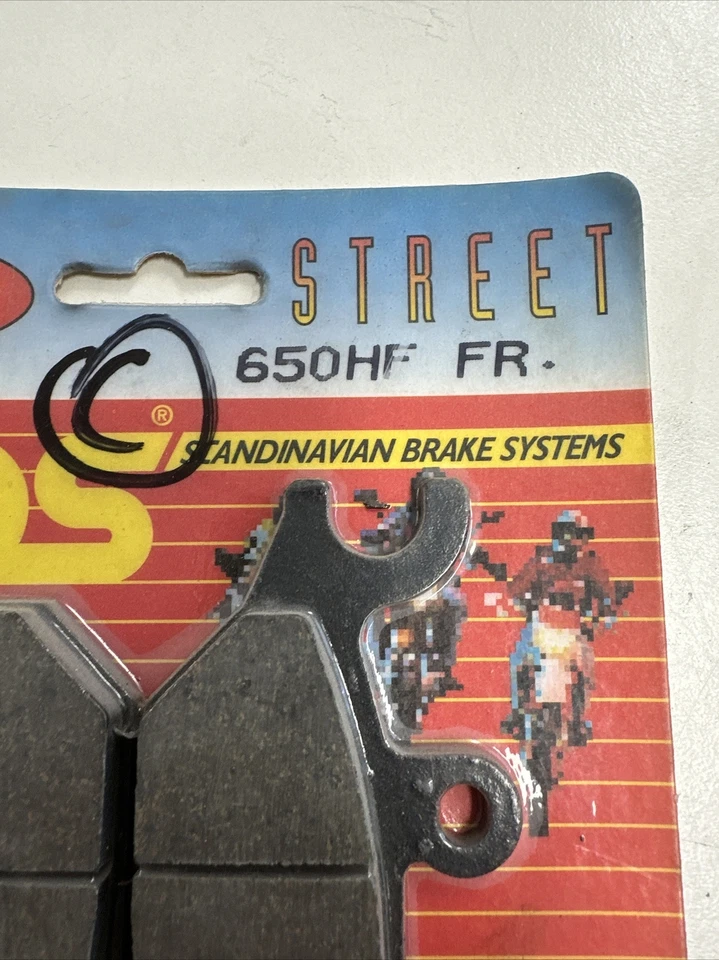 STREET
650HF FR.
©
®
SCANDINAVIAN BRAKE SYSTEMS